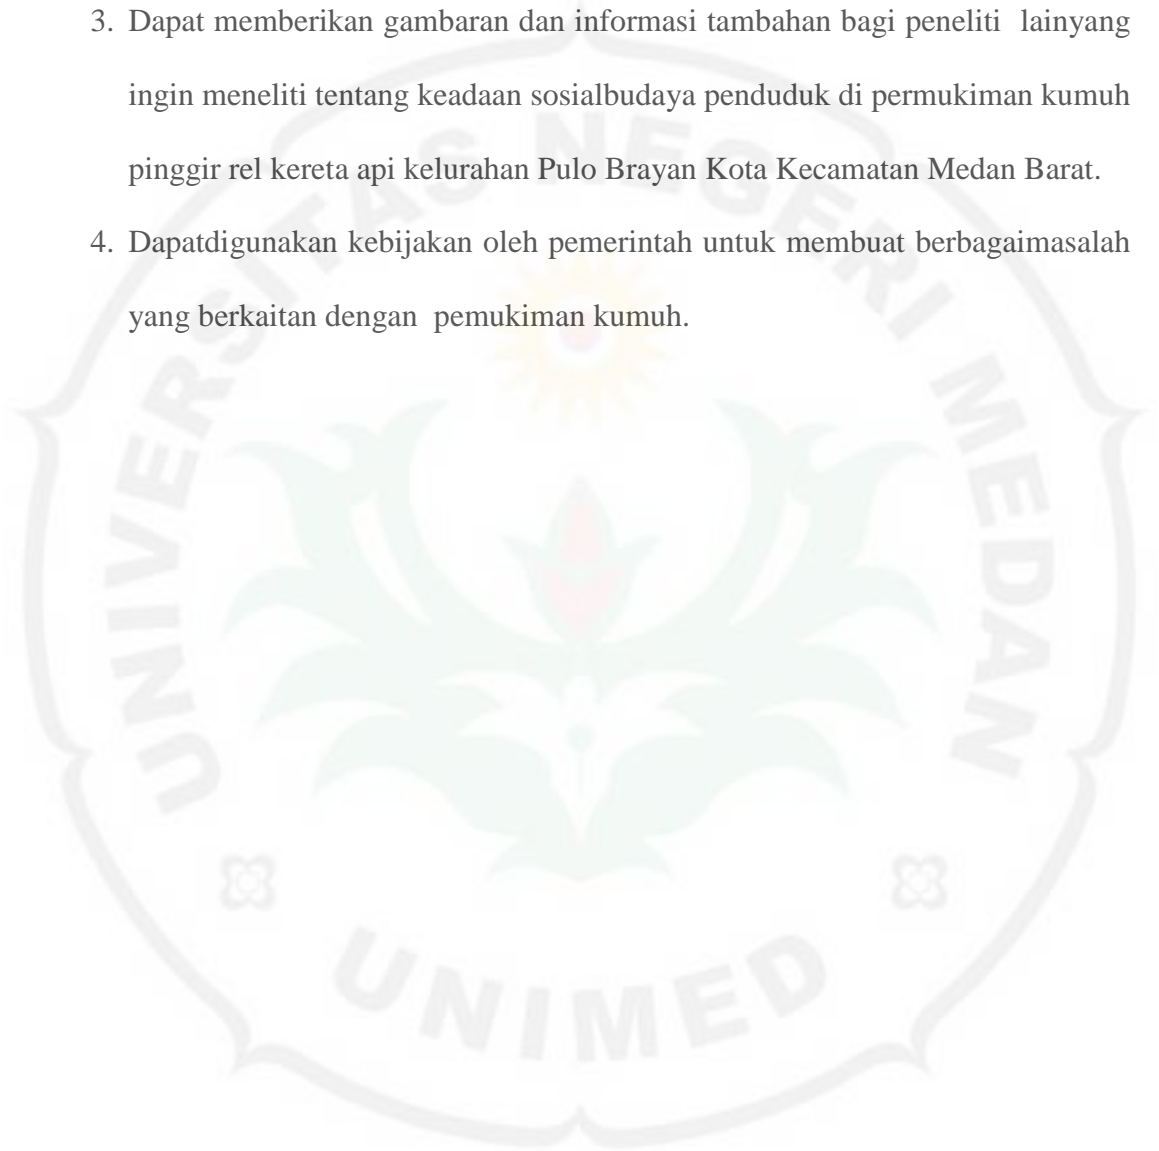 3. Dapat memberikan gambaran dan informasi tambahan bagi peneliti  lainyang
ingin meneliti tentang keadaan sosialbudaya penduduk di permukiman kumuh
pinggir rel kereta api kelurahan Pulo Brayan Kota Kecamatan Medan Barat.
4. Dapatdigunakan kebijakan oleh pemerintah untuk membuat berbagaimasalah
yang berkaitan dengan  pemukiman kumuh.
UNIVERSITAS NEGERI MEDAN
UNIMED